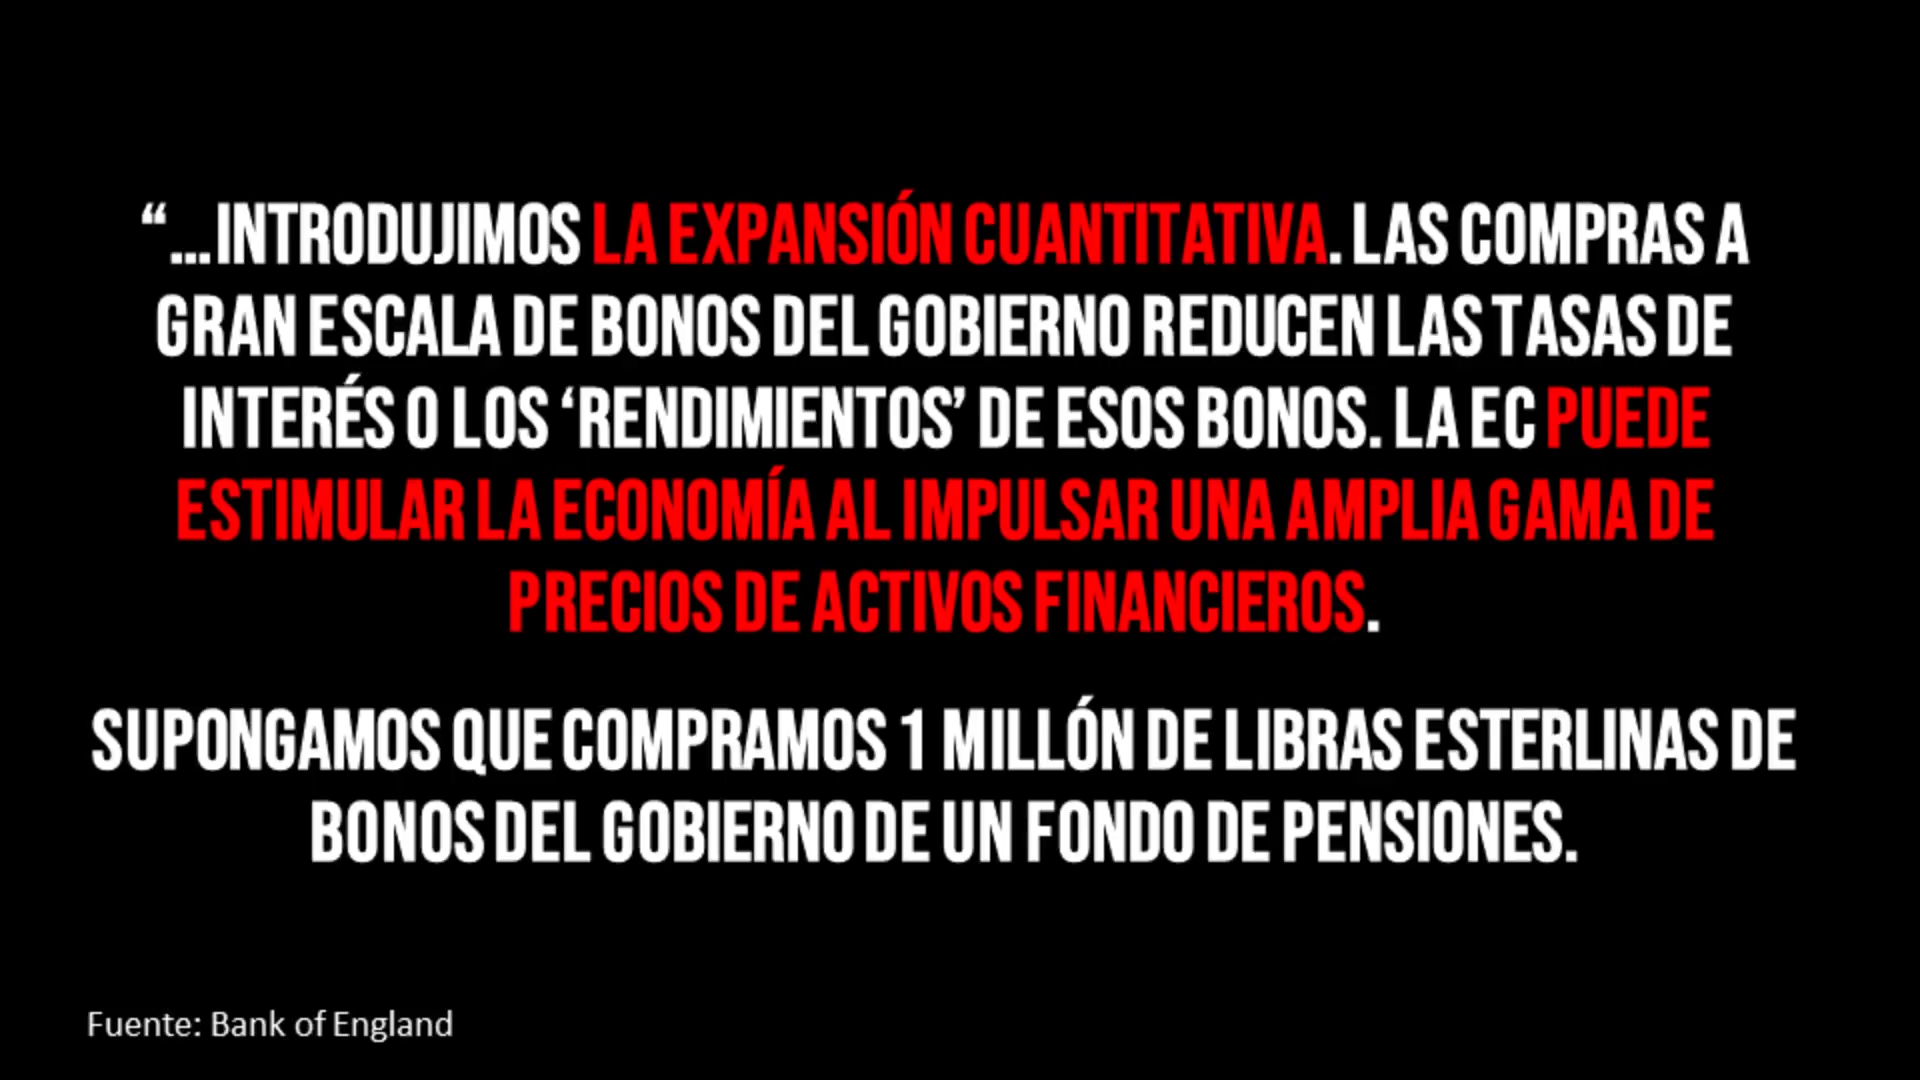 “...INTRODUJIMOS LA EXPANSIÓN CUANTITATIVA. LAS COMPRAS A
GRAN ESCALA DE BONOS DEL GOBIERNO REDUCEN LAS TASAS DE
INTERÉS O LOS ‘RENDIMIENTOS’ DE ESOS BONOS. LA EC PUEDE
ESTIMULAR LA ECONOMÍA AL IMPULSAR UNA AMPLIA GAMA DE
PRECIOS DE ACTIVOS FINANCIEROS.
SUPONGAMOS QUE COMPRAMOS 1 MILLÓN DE LIBRAS ESTERLINAS DE
BONOS DEL GOBIERNO DE UN FONDO DE PENSIONES.
Fuente: Bank of England